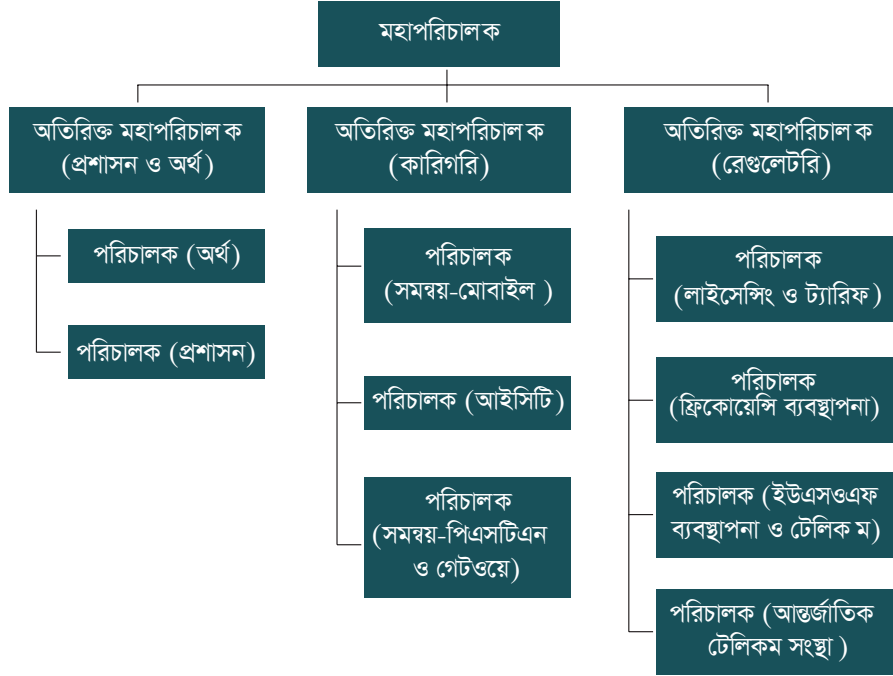 মহাপরিচালক
অতিরিক্ত মহাপরিচালক
(প্রশাসন ও অর্থ)
পরিচালক (অর্থ)
পরিচালক (প্রশাসন)
অতিরিক্ত মহাপরিচালক
(কারিগরি)
পরিচালক
(সমন্বয়-মোবাইল )
পরিচালক (আইসিটি)
পরিচালক
(সমন্বয়-পিএসটিএন
ও গেটওয়ে)
অতিরিক্ত মহাপরিচালক
(রেগুলেটরি)
পরিচালক
(লাইসেন্সিং ও ট্যারিফ)
পরিচালক
(ফ্রিকোয়েন্সি ব্যবস্থাপনা)
পরিচালক (ইউএসওএফ
ব্যবস্থাপনা ও টেলিকম)
পরিচালক (আন্তর্জাতিক
টেলিকম সংস্থা )